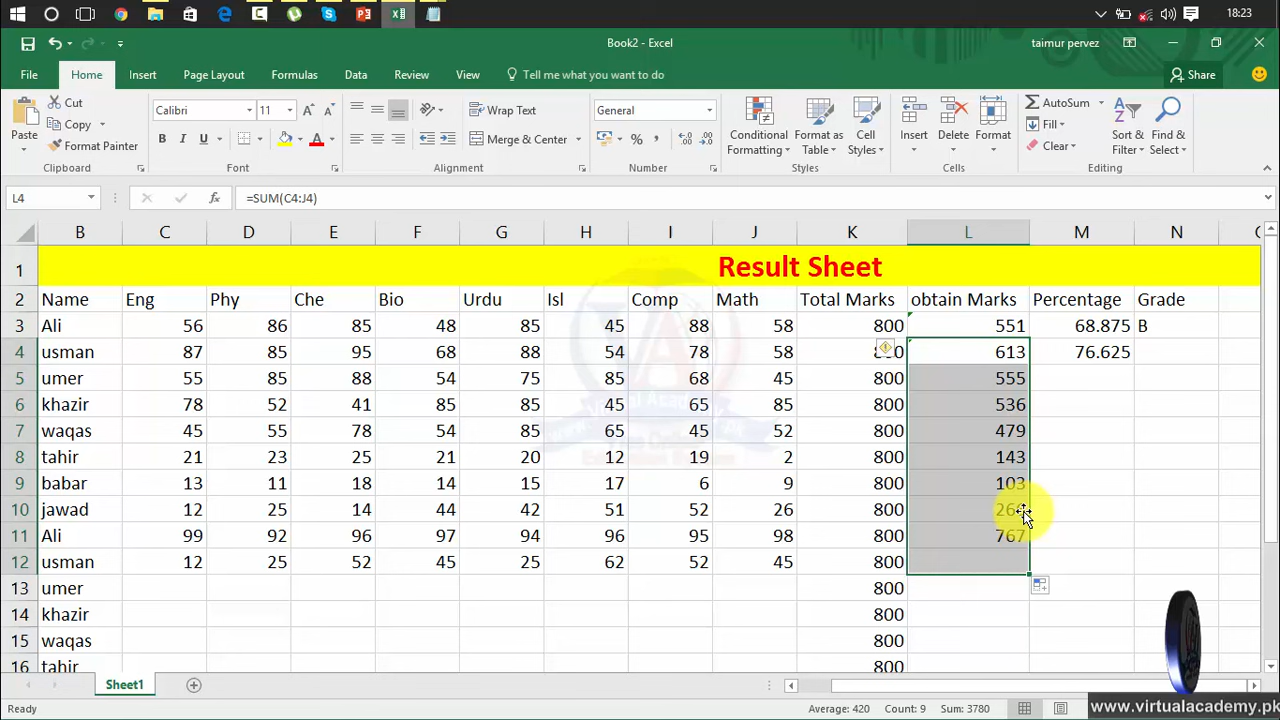 18:23
Book2 - Excel
taimur pervez
File Home Insert Page Layout Formulas Data Review View Tell me what you want to do Share
Paste
Cut
Copy
Format Painter
Clipboard
Calibri 11
B I U
Font
Wrap Text
Merge & Center
Alignment
General
Number
Conditional Formatting
Format as Table
Cell Styles
Styles
Insert
Delete
Format
Cells
AutoSum
Fill
Clear
Sort & Filter
Find & Select
Editing
L4 fx =SUM(C4:J4)
B C D E F G H I J K L M N
1 Result Sheet
2 Name Eng Phy Che Bio Urdu Isl Comp Math Total Marks obtain Marks Percentage Grade
3 Ali 56 86 85 48 85 45 88 58 800 551 68.875 B
4 usman 87 85 95 68 88 54 78 58 613 76.625
5 umer 55 85 88 54 75 85 68 45 800 555
6 khazir 78 52 41 85 85 45 65 85 800 536
7 waqas 45 55 78 54 85 65 45 52 800 479
8 tahir 21 23 25 21 20 12 19 2 800 143
9 babar 13 11 18 14 15 17 6 9 800 103
10 jawad 12 25 14 44 42 51 52 26 800
11 Ali 99 92 96 97 94 96 95 98 800 767
12 usman 12 25 52 45 25 62 52 45 800
13 umer 800
14 khazir 800
15 waqas 800
16 tahir 800
Sheet1
Ready Average: 420 Count: 9 Sum: 3780
www.virtualacademy.pk